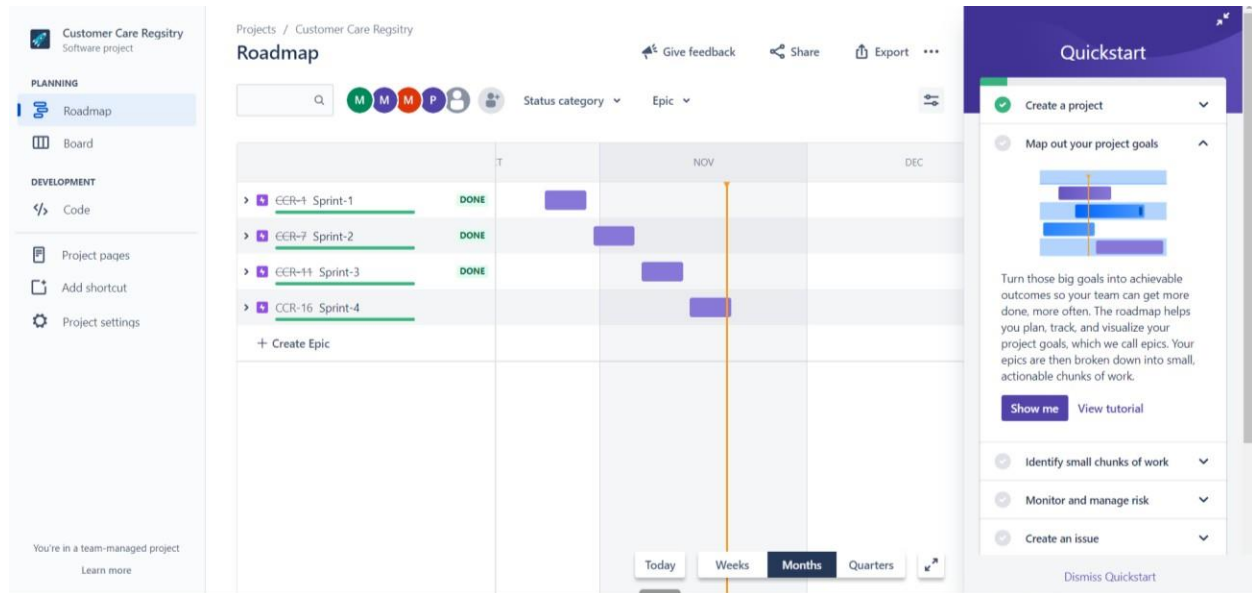 Customer Care Regsitry
Software project
PLANNING
Roadmap
Board
DEVELOPMENT
Code
Project pages
Add shortcut
Project settings
You're in a team-managed project
Learn more
Projects / Customer Care Regsitry
Roadmap
Give feedback
Share
Export
M M M P
Status category
Epic
T NOV DEC
CCR-1 Sprint-1 DONE
CCR-7 Sprint-2 DONE
CCR-11 Sprint-3 DONE
CCR-16 Sprint-4
+ Create Epic
Today Weeks Months Quarters
Quickstart
Create a project
Map out your project goals
Turn those big goals into achievable
outcomes so your team can get more
done, more often. The roadmap helps
you plan, track, and visualize your
project goals, which we call epics. Your
epics are then broken down into small,
actionable chunks of work.
Show me View tutorial
Identify small chunks of work
Monitor and manage risk
Create an issue
Dismiss Quickstart